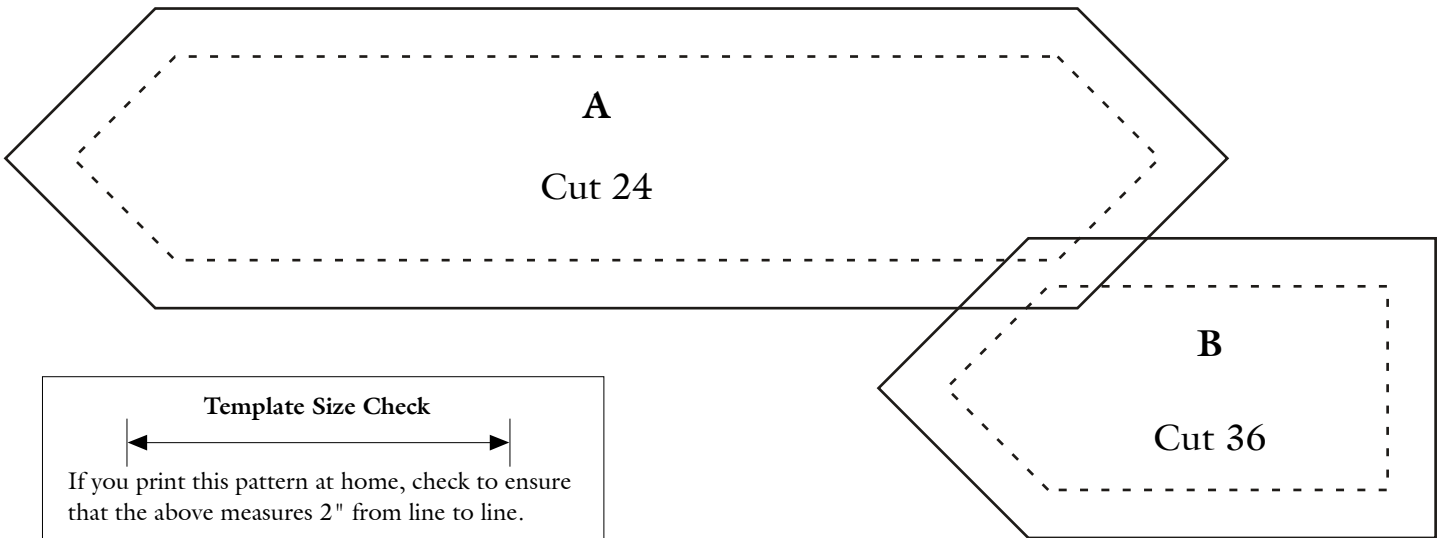 A
Cut 24
B
Cut 36
Template Size Check
If you print this pattern at home, check to ensure
that the above measures 2" from line to line.